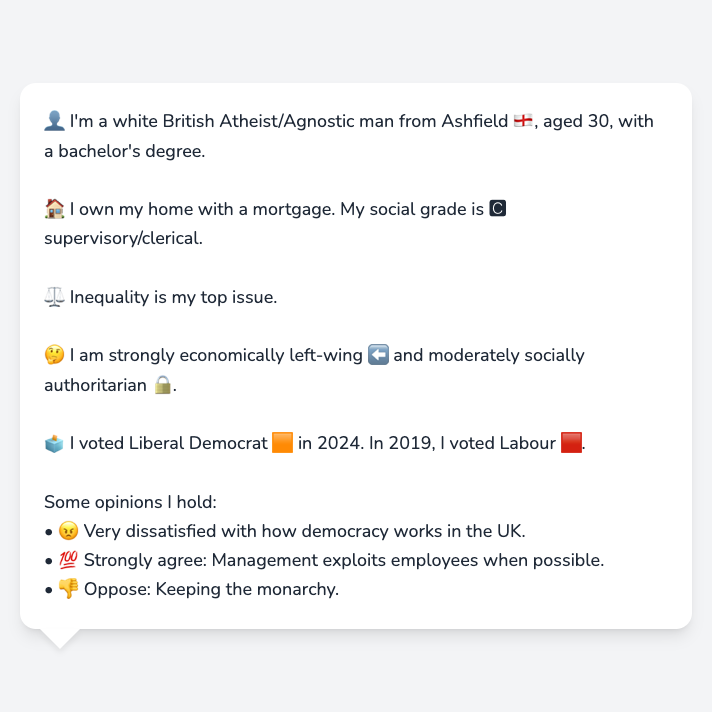 👤 I'm a white British Atheist/Agnostic man from Ashfield 🏴󠁧󠁢󠁥󠁮󠁧󠁿, aged 30, with
a bachelor's degree.
🏠 I own my home with a mortgage. My social grade is 🅲
supervisory/clerical.
⚖️ Inequality is my top issue.
🤔 I am strongly economically left-wing ⬅️ and moderately socially
authoritarian 🔒.
🗳️ I voted Liberal Democrat 🟧 in 2024. In 2019, I voted Labour 🟥.
Some opinions I hold:
• 😠 Very dissatisfied with how democracy works in the UK.
• 💯 Strongly agree: Management exploits employees when possible.
• 👎 Oppose: Keeping the monarchy.